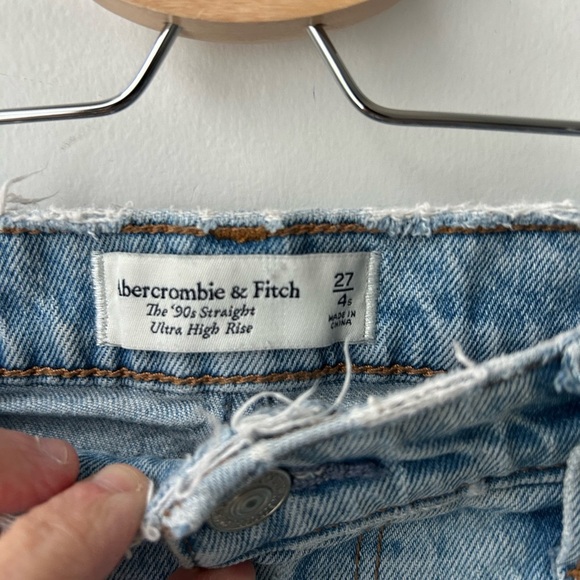 Abercrombie & Fitch
The '90s Straight
Ultra High Rise
27
4s
MADE IN
CHINA